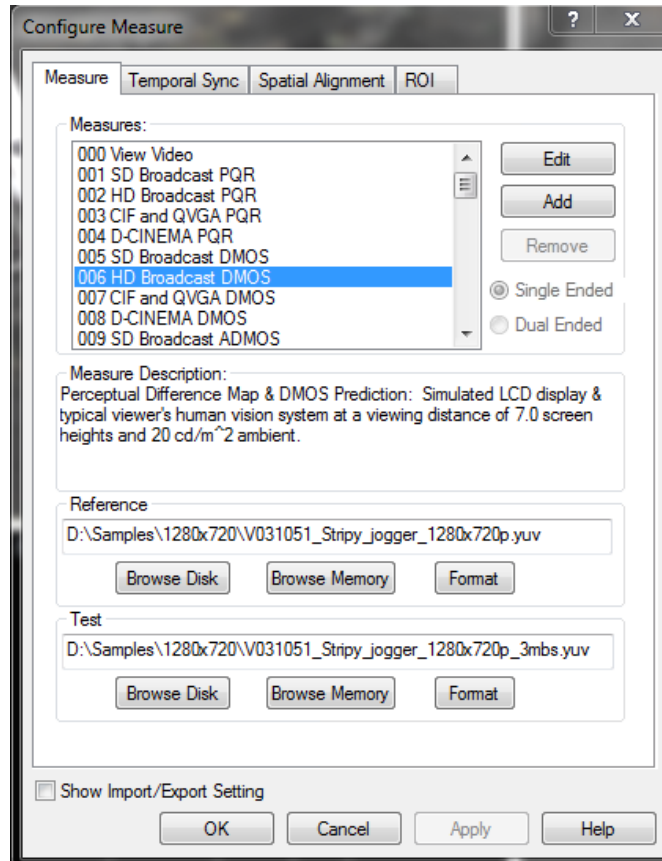 Configure Measure
?
X
Measure
Temporal Sync
Spatial Alignment
ROI
Measures:
000 View Video
001 SD Broadcast PQR
002 HD Broadcast PQR
003 CIF and QVGA PQR
004 D-CINEMA PQR
005 SD Broadcast DMOS
006 HD Broadcast DMOS
007 CIF and QVGA DMOS
008 D-CINEMA DMOS
009 SD Broadcast ADMOS
Edit
Add
Remove
Single Ended
Dual Ended
Measure Description:
Perceptual Difference Map & DMOS Prediction: Simulated LCD display &
typical viewer's human vision system at a viewing distance of 7.0 screen
heights and 20 cd/m^2 ambient.
Reference
D:\Samples\1280x720\V031051_Stripy_jogger_1280x720p.yuv
Browse Disk
Browse Memory
Format
Test
D:\Samples\1280x720\V031051_Stripy_jogger_1280x720p_3mbs.yuv
Browse Disk
Browse Memory
Format
Show Import/Export Setting
OK
Cancel
Apply
Help